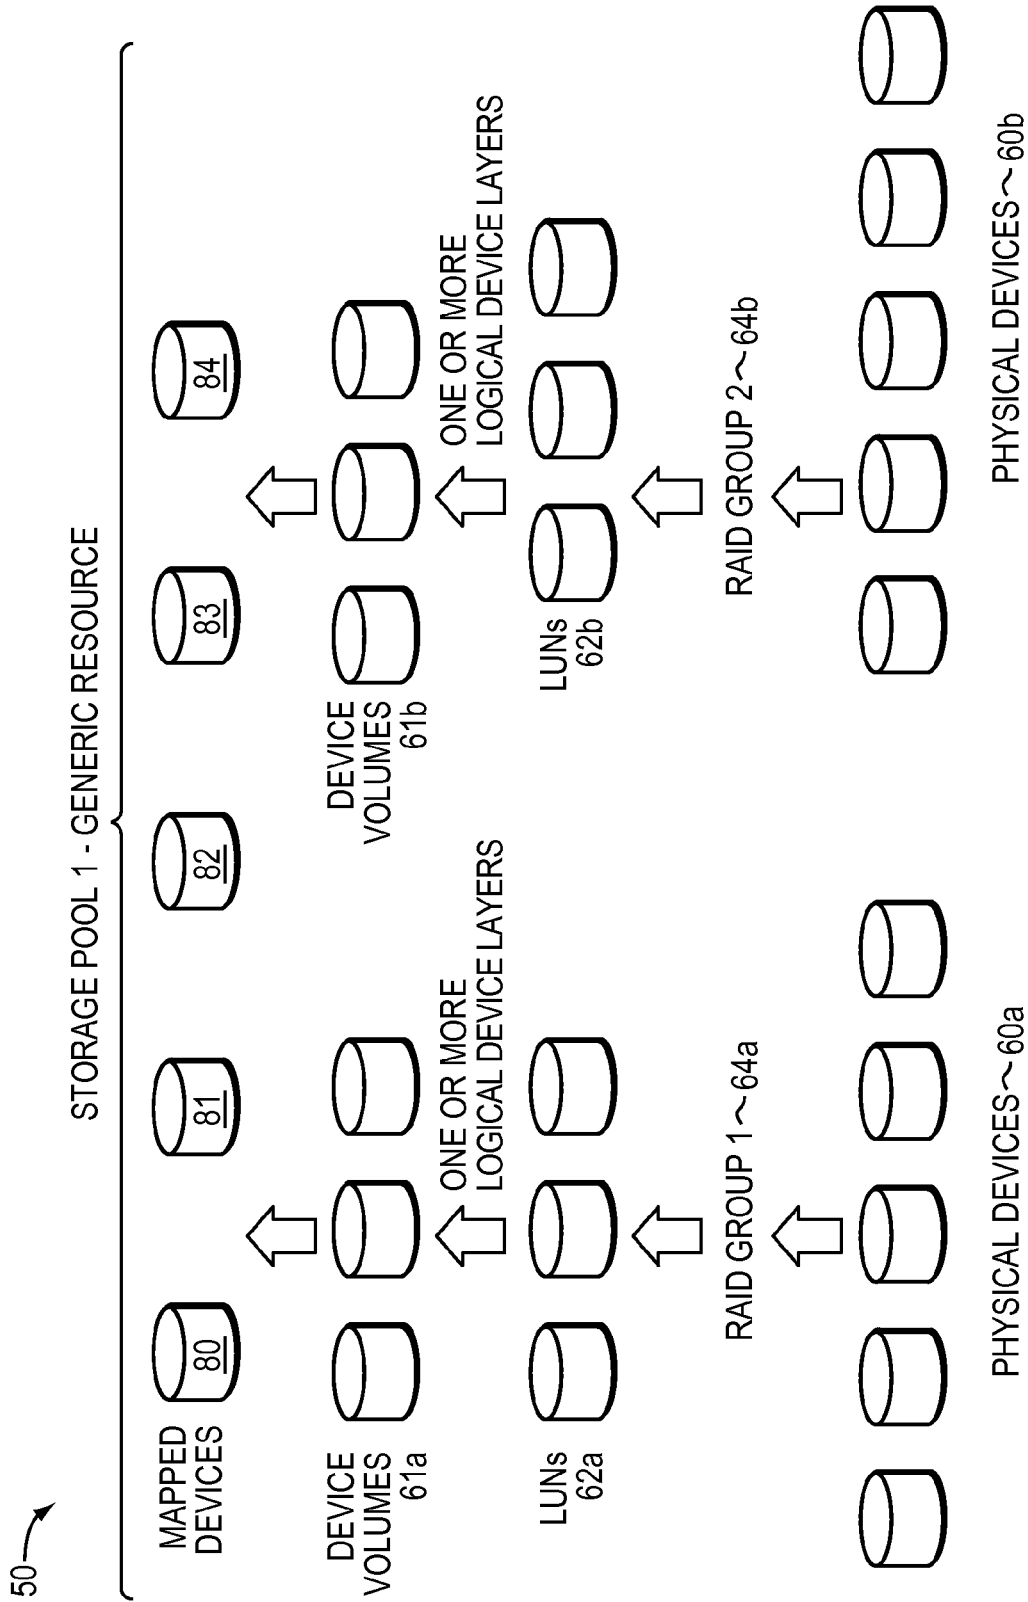 50
STORAGE POOL 1 - GENERIC RESOURCE
MAPPED
DEVICES
80
81
82
83
84
DEVICE
VOLUMES
61a
DEVICE
VOLUMES
61b
ONE OR MORE
LOGICAL DEVICE LAYERS
ONE OR MORE
LOGICAL DEVICE LAYERS
LUNs
62a
LUNs
62b
RAID GROUP 1~64a
RAID GROUP 2~64b
PHYSICAL DEVICES~60a
PHYSICAL DEVICES~60b